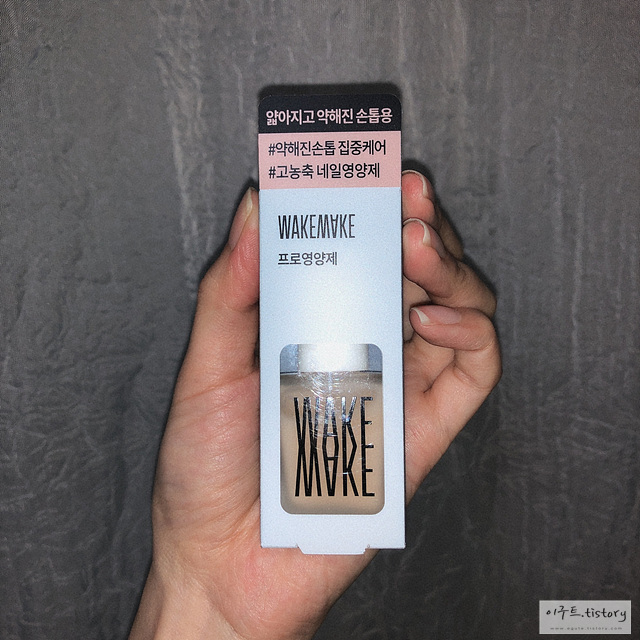 얇아지고 약해진 손톱용
#약해진손톱 집중케어
#고농축 네일영양제
WAKEMAKE
프로영양제
WAKE
MAKE
이주트.tistory